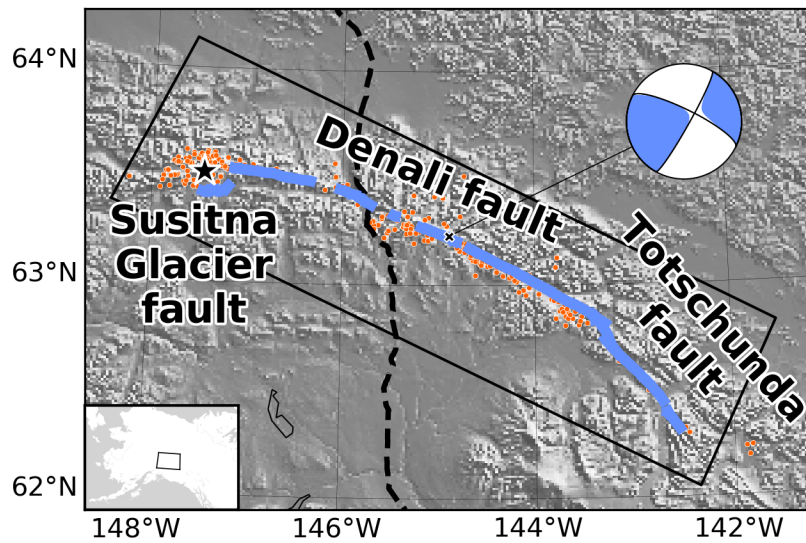 64°N
Denali fault
Susitna
Glacier
fault
63°N
Totschunda
fault
62°N
148°W
146°W
144°W
142°W